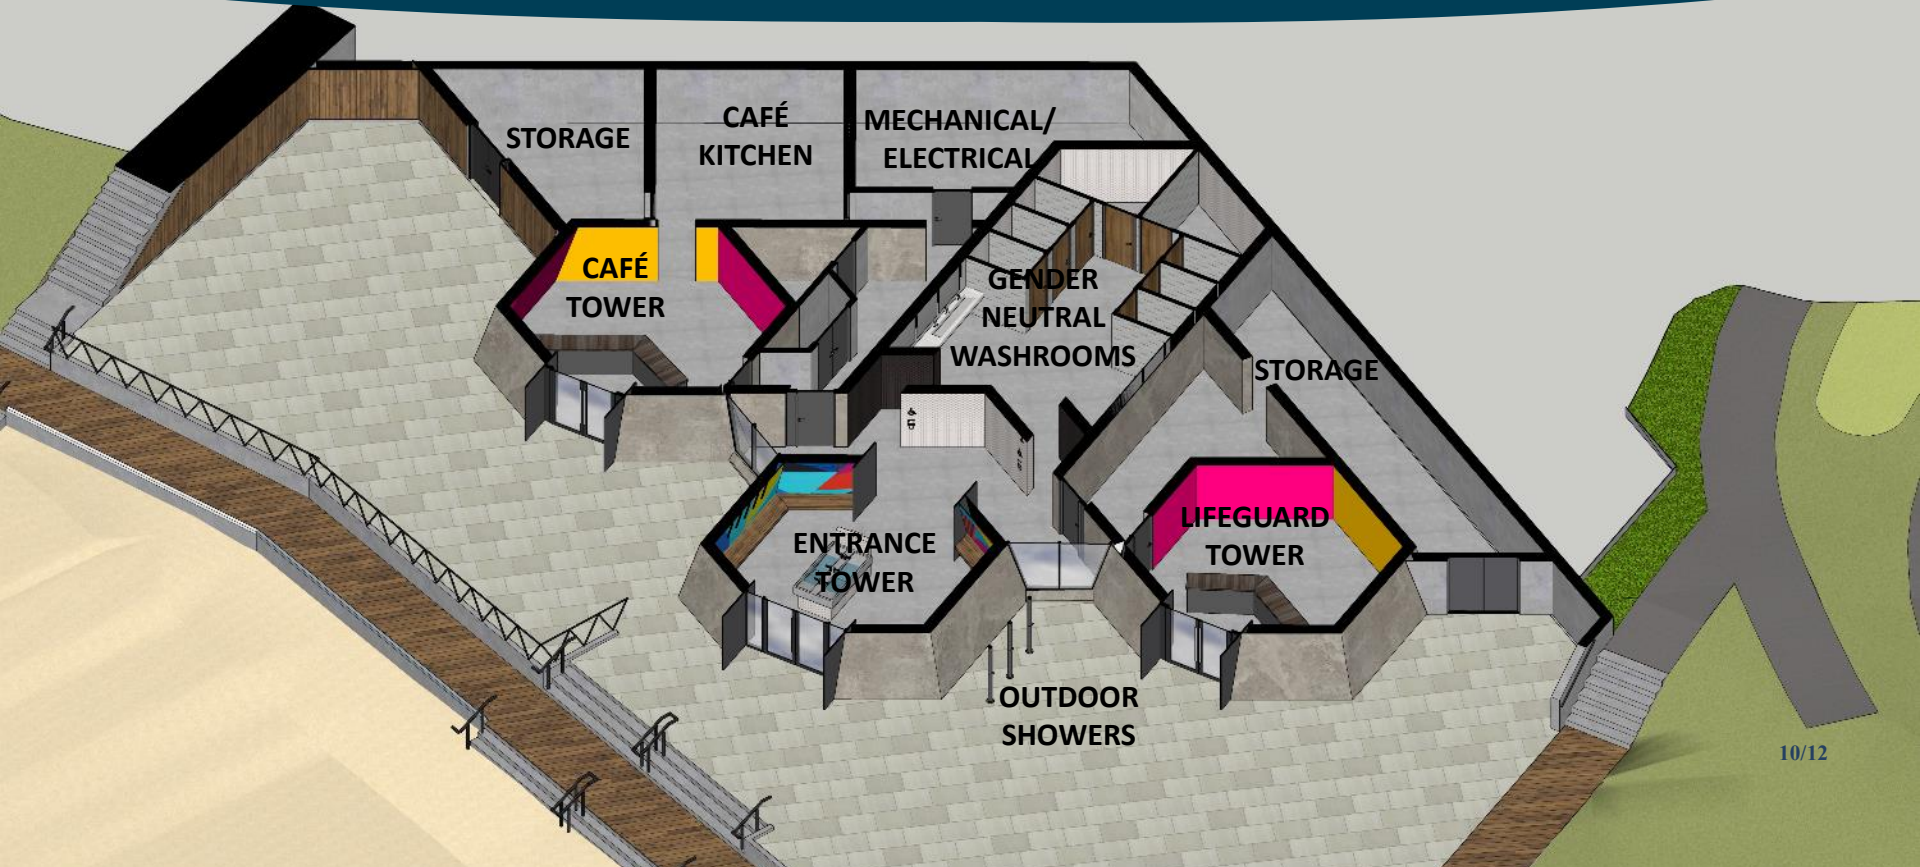 STORAGE
CAFÉ
KITCHEN
MECHANICAL/
ELECTRICAL
CAFÉ
TOWER
GENDER
NEUTRAL
WASHROOMS
STORAGE
ENTRANCE
TOWER
LIFEGUARD
TOWER
OUTDOOR
SHOWERS
10/12